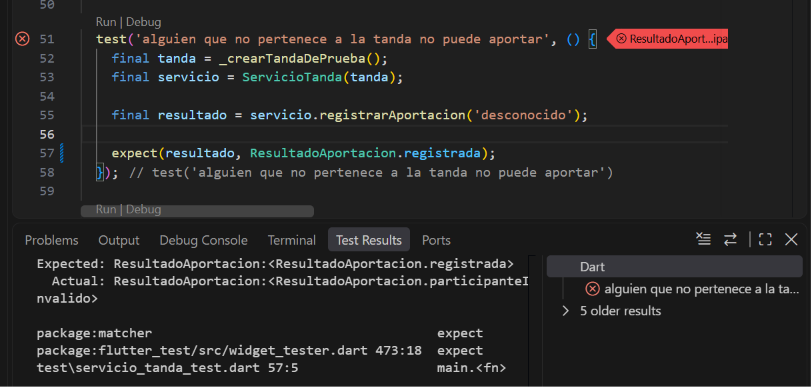 50
Run | Debug
51 test('alguien que no pertenece a la tanda no puede aportar', () { ResultadoAport...ipa
52 final tanda = _crearTandaDePrueba();
53 final servicio = ServicioTanda(tanda);
54
55 final resultado = servicio.registrarAportacion('desconocido');
56
57 expect(resultado, ResultadoAportacion.registrada);
58 }); // test('alguien que no pertenece a la tanda no puede aportar')
59
Run | Debug
Problems Output Debug Console Terminal Test Results Ports
Expected: ResultadoAportacion:<ResultadoAportacion.registrada>
Actual: ResultadoAportacion:<ResultadoAportacion.participanteI
nvalido>
package:matcher expect
package:flutter_test/src/widget_tester.dart 473:18 expect
test\servicio_tanda_test.dart 57:5 main.<fn>
Dart
alguien que no pertenece a la ta...
5 older results